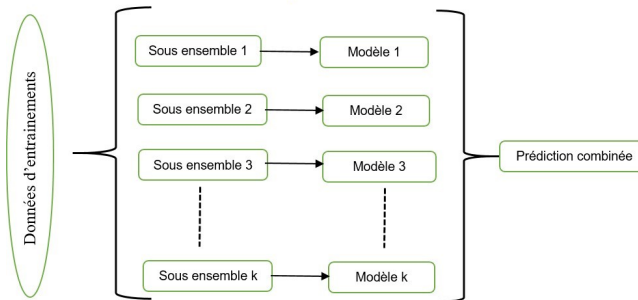 Données d'entrainements
Sous ensemble 1
Modèle 1
Sous ensemble 2
Modèle 2
Sous ensemble 3
Modèle 3
Sous ensemble k
Modèle k
Prédiction combinée